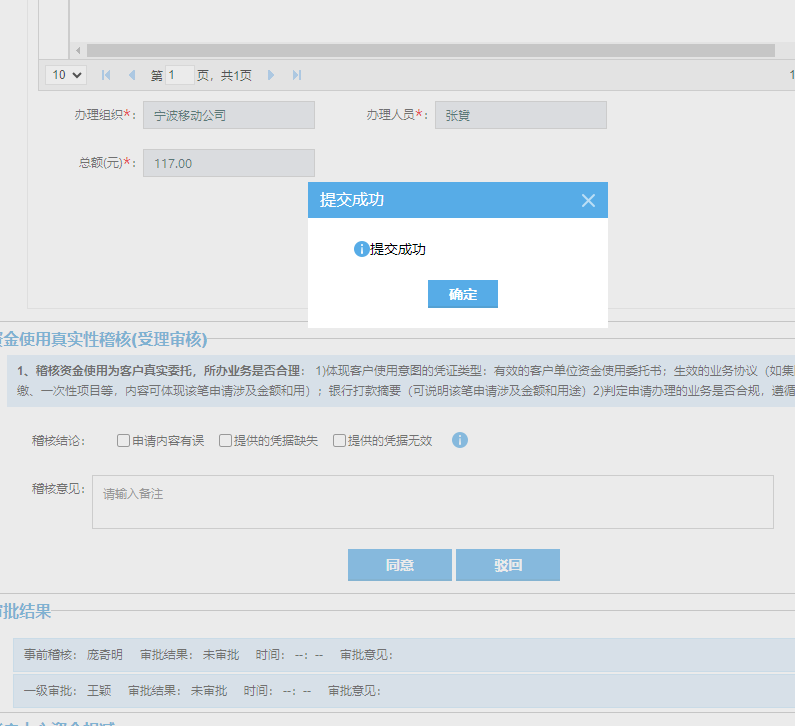 10 第 1 页，共1页 1
办理组织*： 宁波移动公司 办理人员*： 张贇
总额(元)*： 117.00
提交成功
提交成功
确定
金使用真实性稽核(受理审核)
1、稽核资金使用为客户真实委托，所办业务是否合理： 1)体现客户使用意图的凭证类型：有效的客户单位资金使用委托书；生效的业务协议（如集
缴、一次性项目等，内容可体现该笔申请涉及金额和用）；银行打款摘要（可说明该笔申请涉及金额和用途）2)判定申请办理的业务是否合规，遵循
稽核结论： 申请内容有误 提供的凭据缺失 提供的凭据无效
稽核意见： 请输入备注
同意 驳回
批结果
事前稽核： 庞奇明 审批结果： 未审批 时间： --：-- 审批意见：
一级审批： 王颖 审批结果： 未审批 时间： --：-- 审批意见：